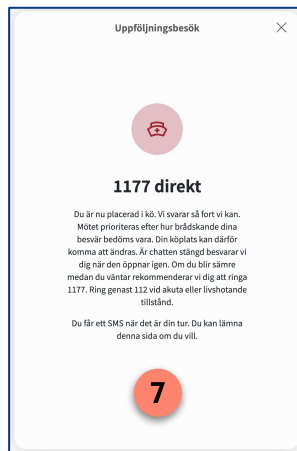 Uppföljningsbesök
1177 direkt
Du är nu placerad i kö. Vi svarar så fort vi kan.
Mötet prioriteras efter hur brådskande dina
besvär bedöms vara. Din köplats kan därför
komma att ändras. Är chatten stängd besvarar vi
dig när den öppnar igen. Om du blir sämre
medan du väntar rekommenderar vi dig att ringa
1177. Ring genast 112 vid akuta eller livshotande
tillstånd.
Du får ett SMS när det är din tur. Du kan lämna
denna sida om du vill.
7